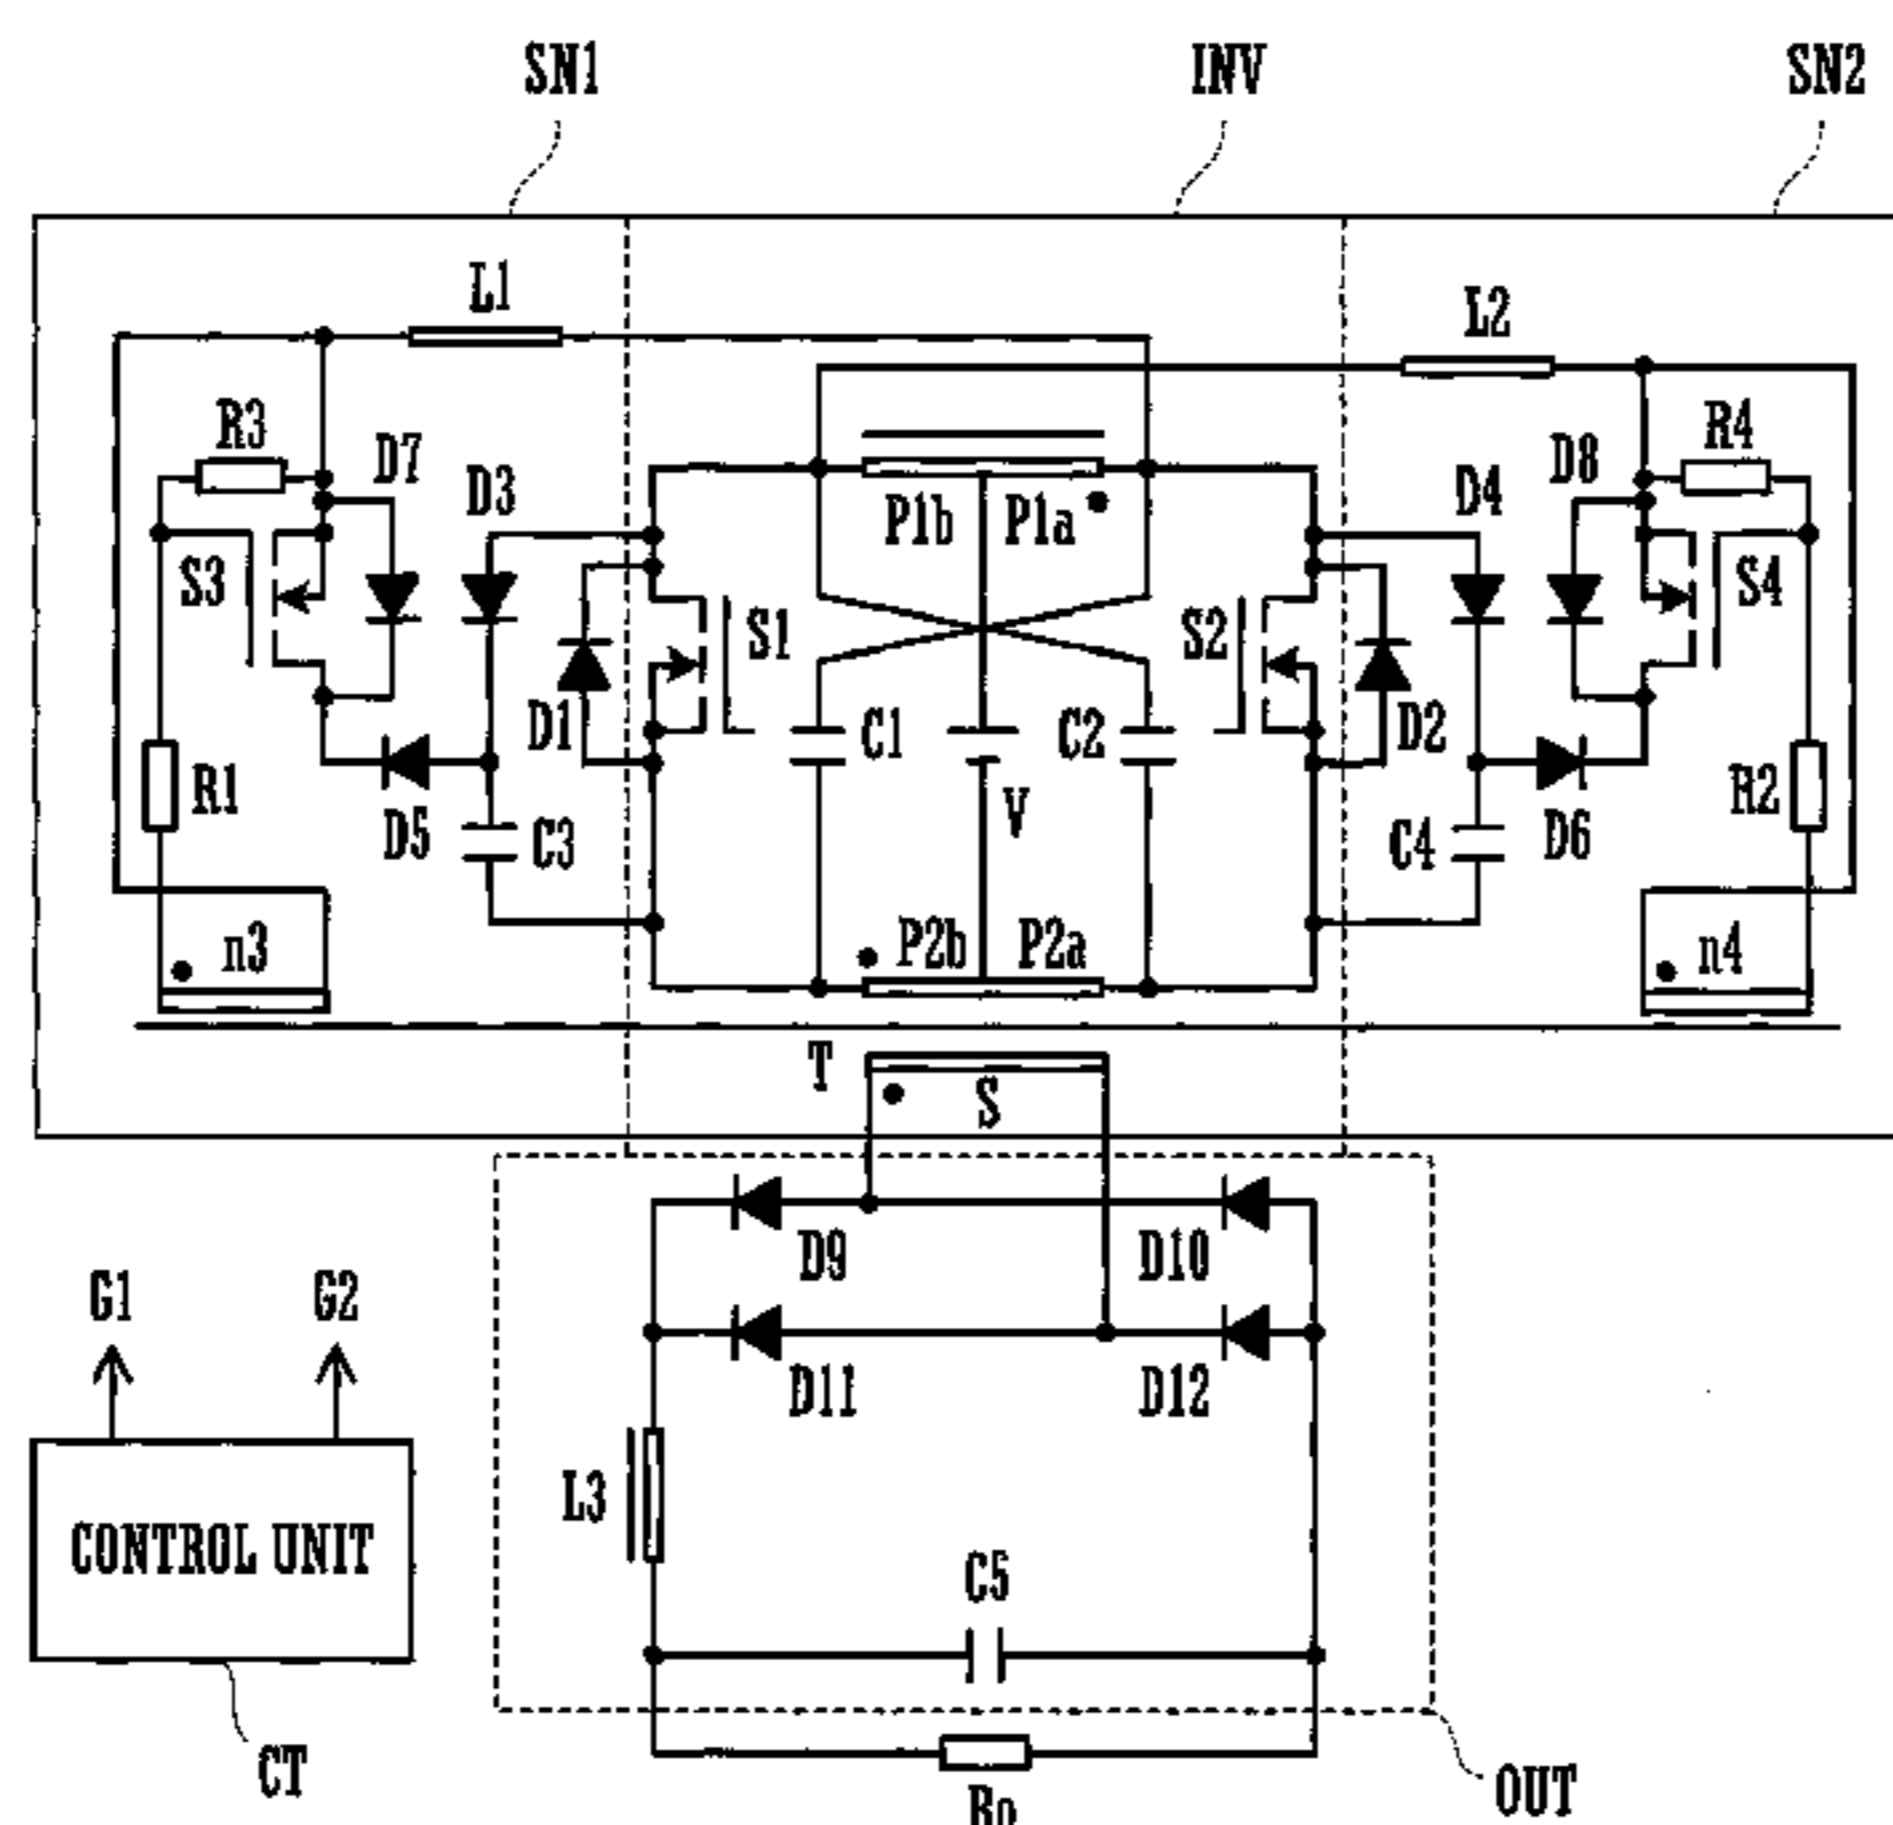 SN1 INV SN2
L1
L2
R3 D7 D3 P1b P1a D4 D8 R4
S3 S1 S2 S4
D1 C1 C2 D2
R1 D5 C3 V C4 D6 R2
n3 P2b P2a n4
T S
D9 D10
G1 G2
D11 D12
L3
CONTROL UNIT
C5
CT
OUT
Ro